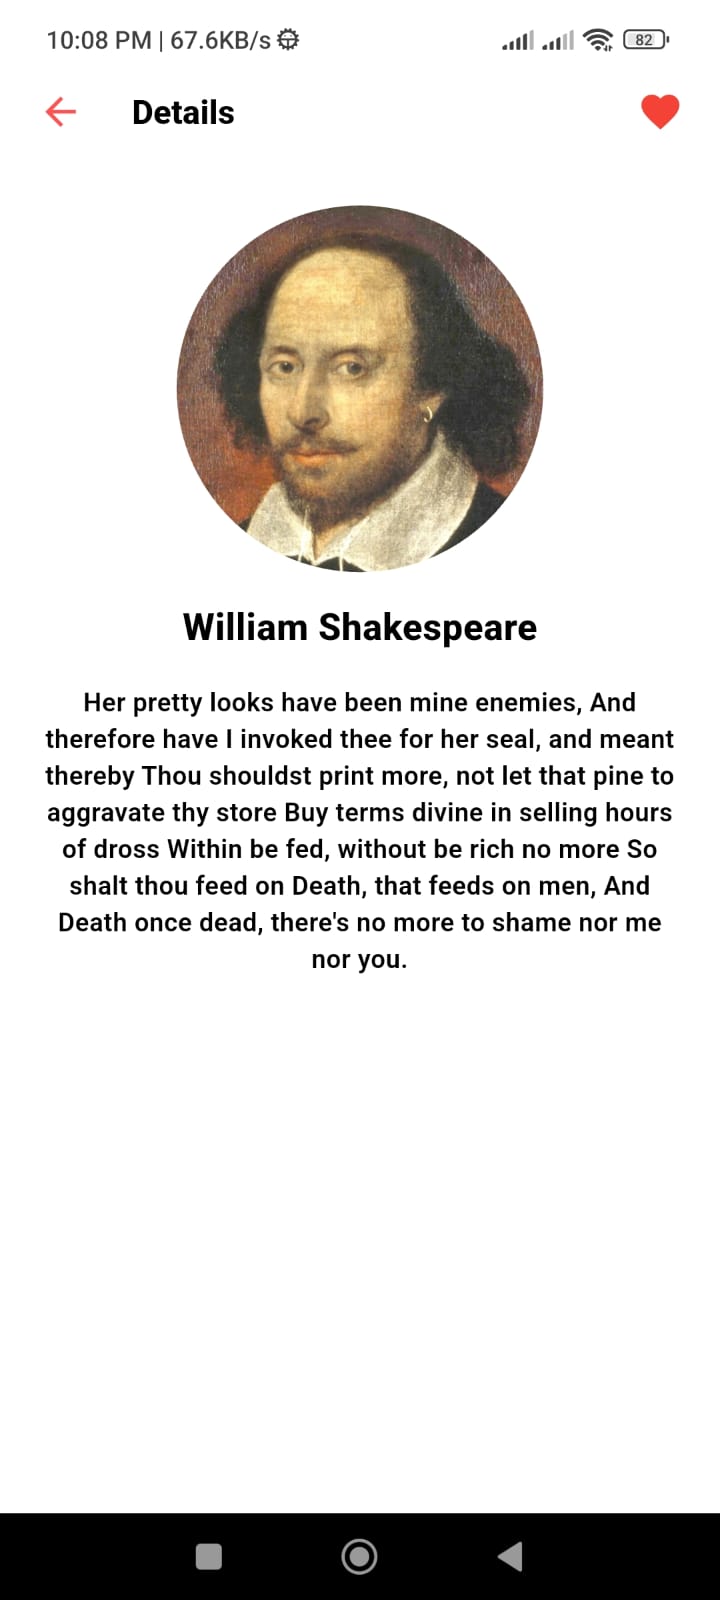 10:08 PM | 67.6KB/s
82
Details
William Shakespeare
Her pretty looks have been mine enemies, And
therefore have I invoked thee for her seal, and meant
thereby Thou shouldst print more, not let that pine to
aggravate thy store Buy terms divine in selling hours
of dross Within be fed, without be rich no more So
shalt thou feed on Death, that feeds on men, And
Death once dead, there's no more to shame nor me
nor you.